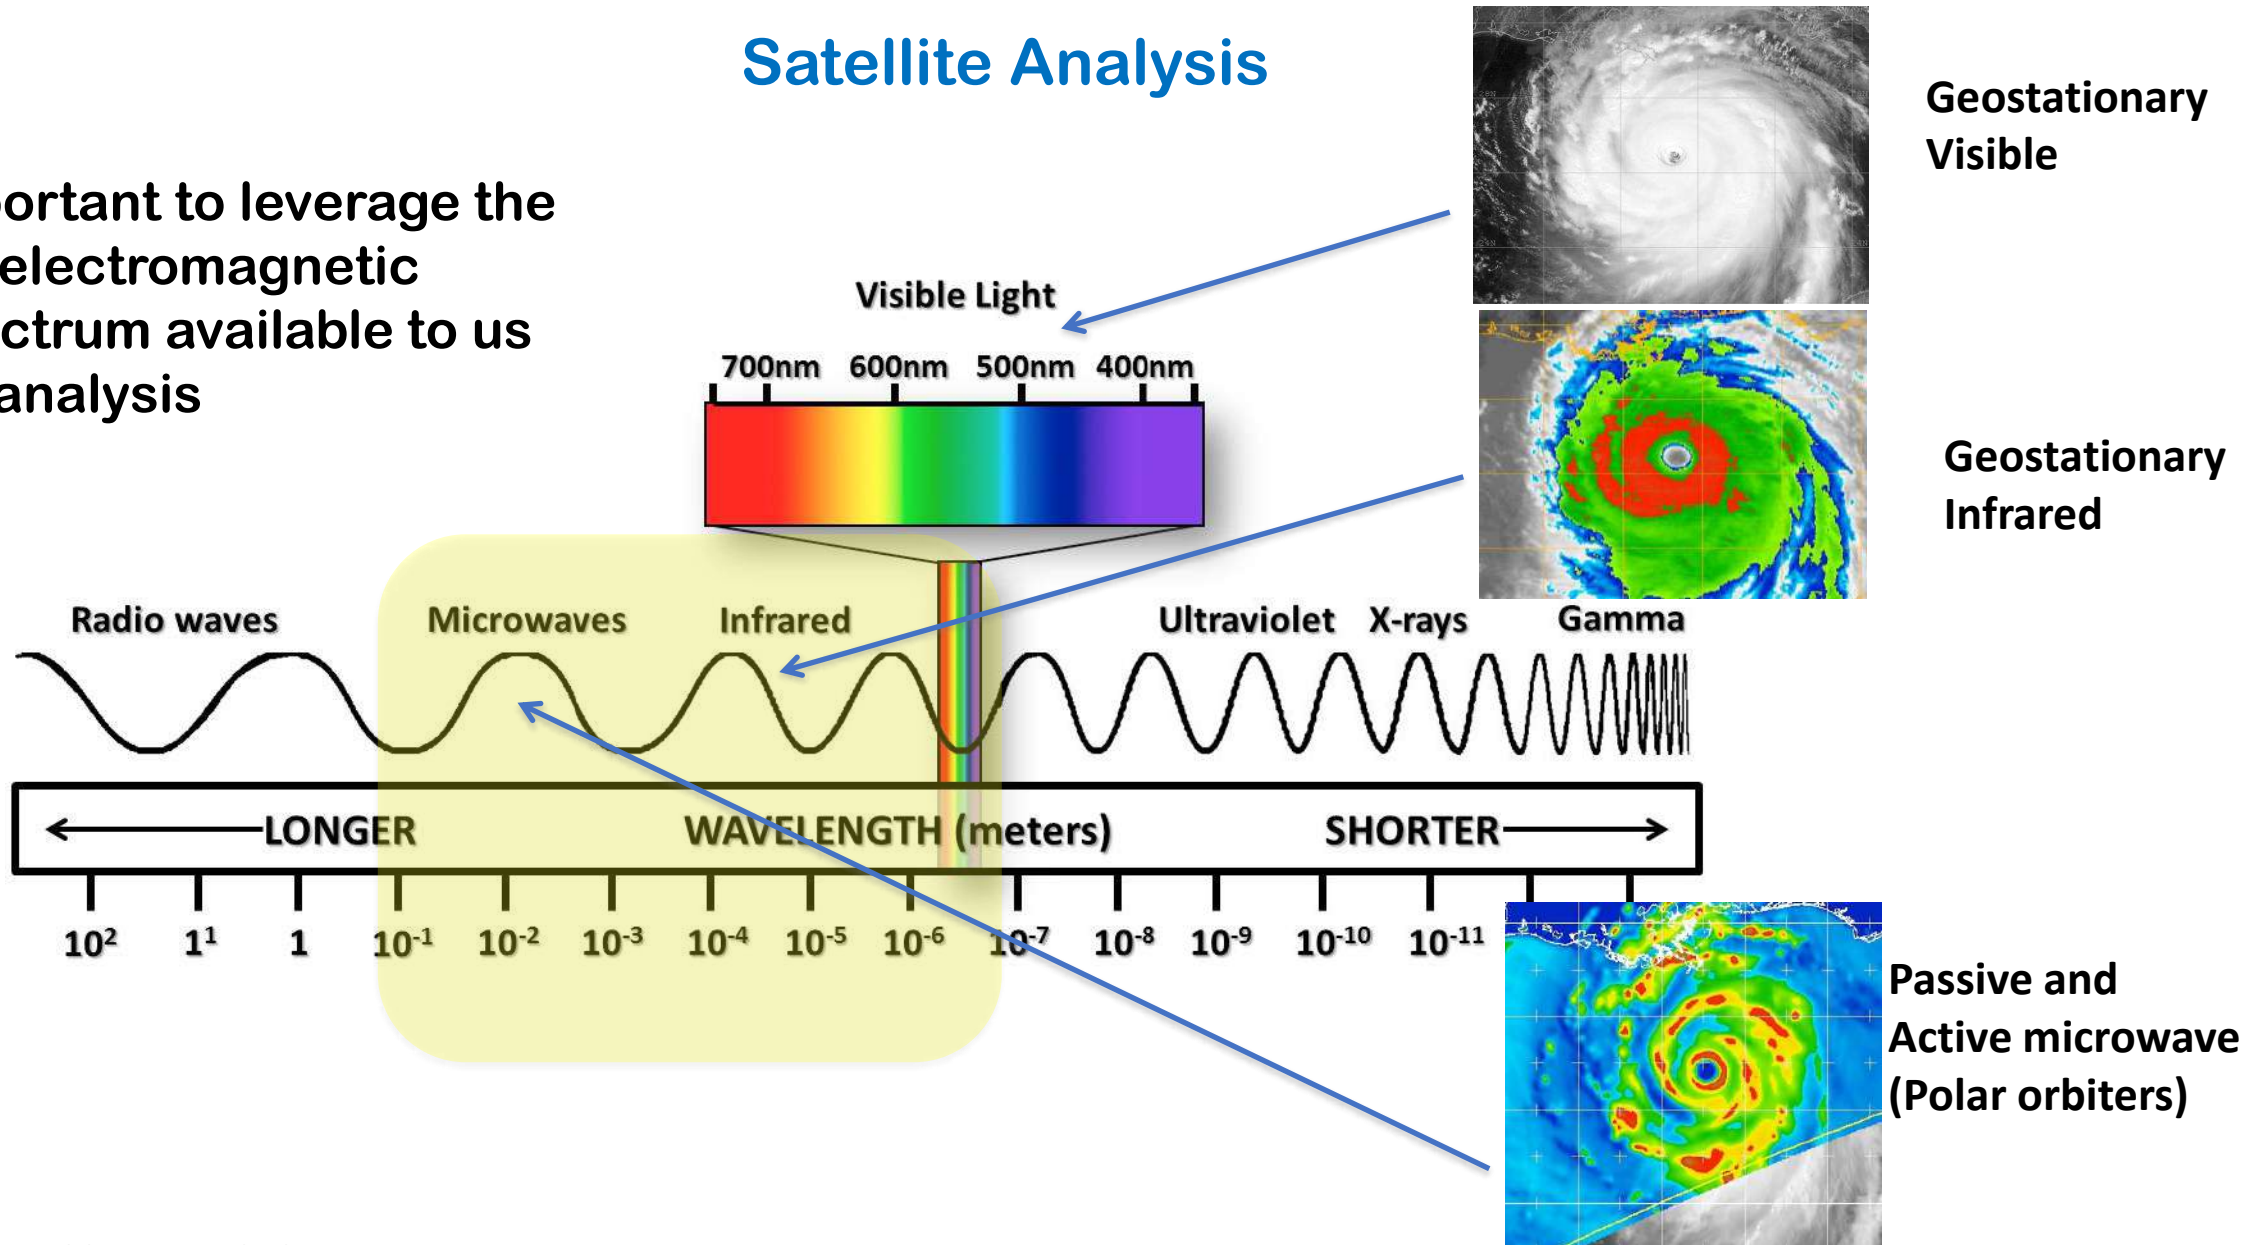 Satellite Analysis
portant to leverage the
electromagnetic
ctrum available to us
analysis
Geostationary
Visible
Visible Light
700nm 600nm 500nm 400nm
Geostationary
Infrared
Radio waves Microwaves Infrared Ultraviolet X-rays Gamma
LONGER WAVELENGTH (meters) SHORTER
10² 1¹ 1 10⁻¹ 10⁻² 10⁻³ 10⁻⁴ 10⁻⁵ 10⁻⁶ 10⁻⁷ 10⁻⁸ 10⁻⁹ 10⁻¹⁰ 10⁻¹¹
Passive and
Active microwave
(Polar orbiters)